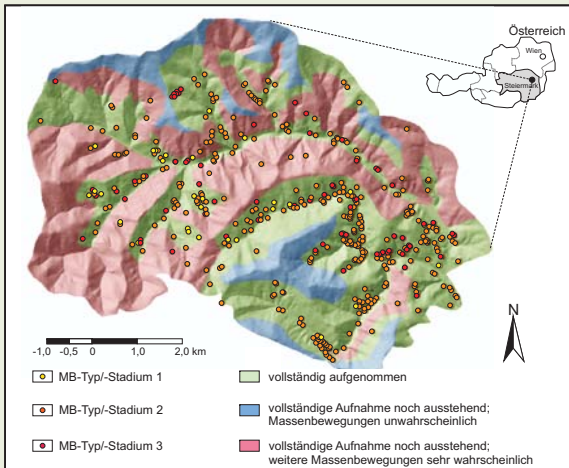 Österreich
Wien
Steiermark
N
-1,0 -0,5 0 1,0 2,0 km
MB-Typ/-Stadium 1
vollständig aufgenommen
MB-Typ/-Stadium 2
vollständige Aufnahme noch ausstehend;
Massenbewegungen unwahrscheinlich
MB-Typ/-Stadium 3
vollständige Aufnahme noch ausstehend;
weitere Massenbewegungen sehr wahrscheinlich